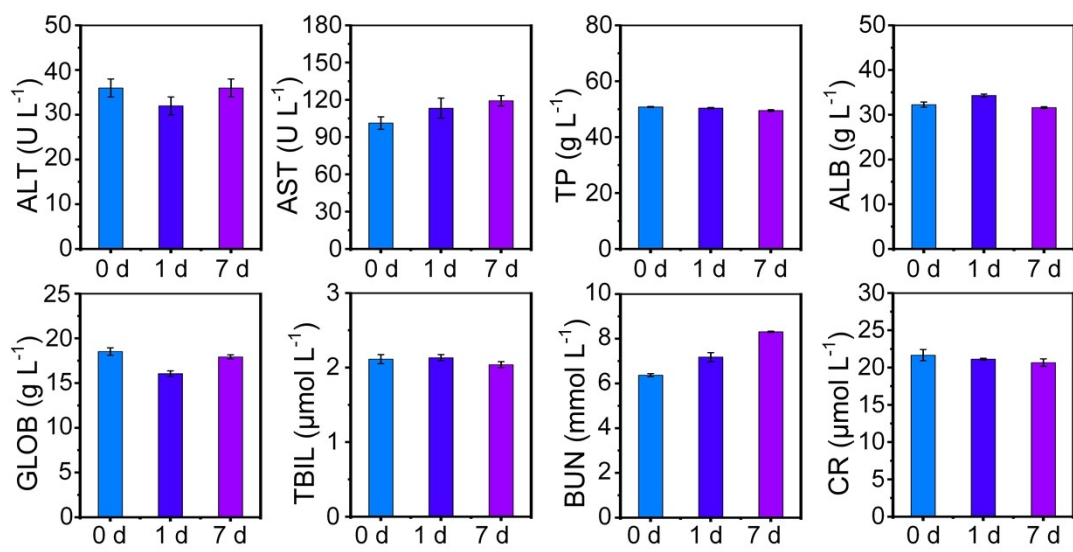 ALT (U L⁻¹)
50
40
30
20
10
0
0 d 1 d 7 d
AST (U L⁻¹)
180
150
120
90
60
30
0
0 d 1 d 7 d
TP (g L⁻¹)
80
60
40
20
0
0 d 1 d 7 d
ALB (g L⁻¹)
50
40
30
20
10
0
0 d 1 d 7 d
GLOB (g L⁻¹)
25
20
15
10
5
0
0 d 1 d 7 d
TBIL (μmol L⁻¹)
3
2
1
0
0 d 1 d 7 d
BUN (mmol L⁻¹)
10
8
6
4
2
0
0 d 1 d 7 d
CR (μmol L⁻¹)
30
25
20
15
10
5
0
0 d 1 d 7 d